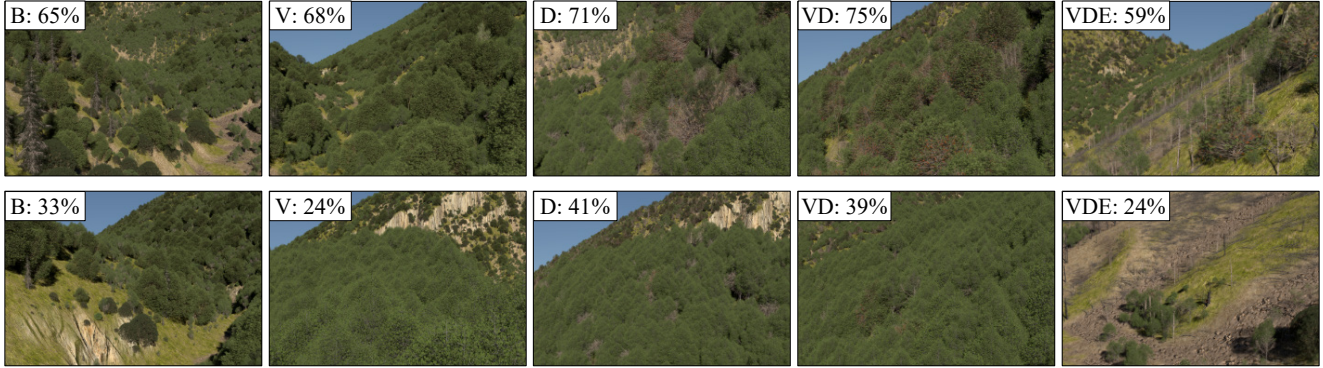 B: 65%
V: 68%
D: 71%
VD: 75%
VDE: 59%
B: 33%
V: 24%
D: 41%
VD: 39%
VDE: 24%